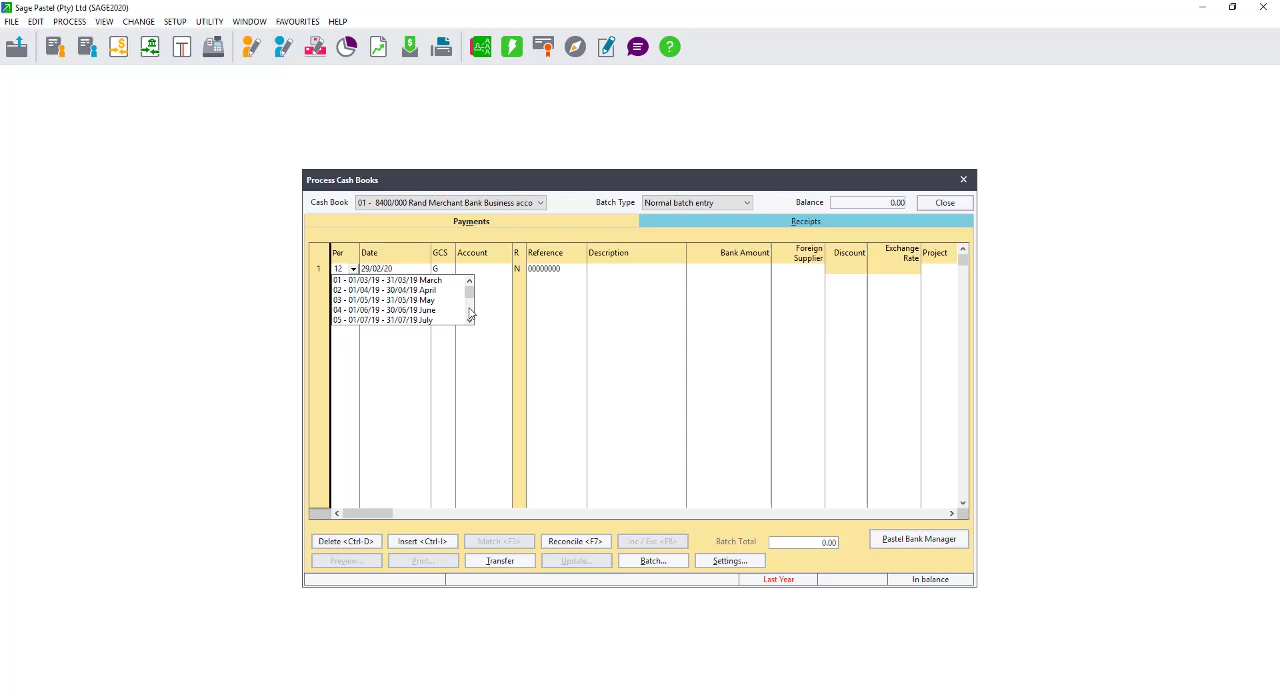 Sage Pastel (Pty) Ltd (SAGE2020)
FILE EDIT PROCESS VIEW CHANGE SETUP UTILITY WINDOW FAVOURITES HELP
Process Cash Books
Cash Book 01 - 8400/000 Rand Merchant Bank Business acco Batch Type Normal batch entry Balance 0.00 Close
Payments Receipts
Per Date GCS Account R Reference Description Bank Amount Foreign Supplier Discount Exchange Rate Project
1 12 29/02/20 G N 00000000
01 - 01/03/19 - 31/03/19 March
02 - 01/04/19 - 30/04/19 April
03 - 01/05/19 - 31/05/19 May
04 - 01/06/19 - 30/06/19 June
05 - 01/07/19 - 31/07/19 July
Delete <Ctrl-D> Insert <Ctrl-I> Match <F3> Reconcile <F7> Inc / Exc <F8> Batch Total 0.00 Pastel Bank Manager
Preview... Print... Transfer Update... Batch... Settings...
Last Year In balance